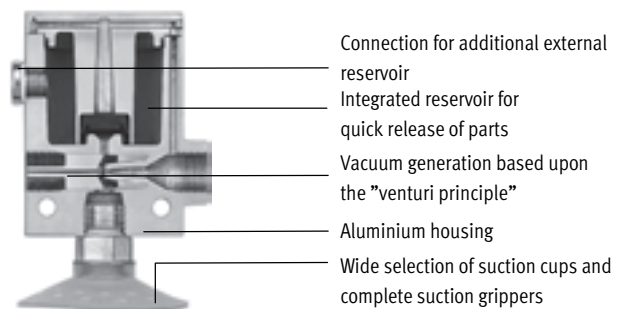 Connection for additional external
reservoir
Integrated reservoir for
quick release of parts
Vacuum generation based upon
the ”venturi principle”
Aluminium housing
Wide selection of suction cups and
complete suction grippers